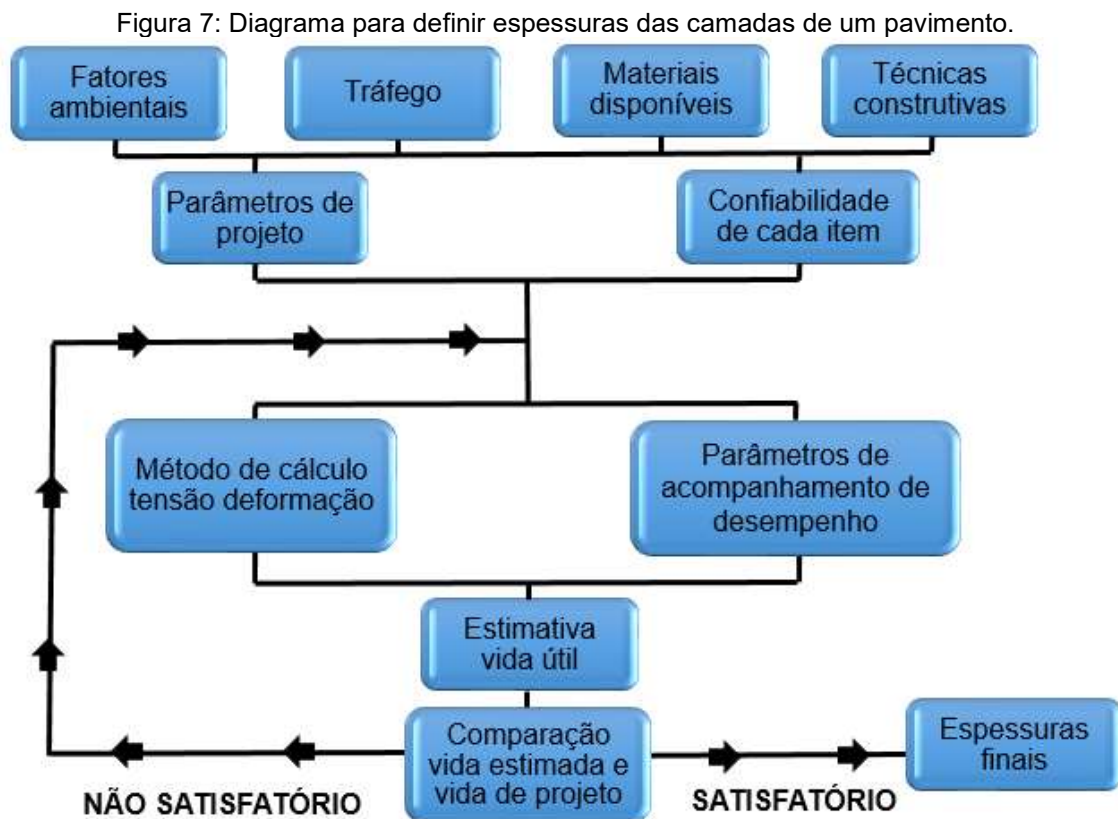 Figura 7: Diagrama para definir espessuras das camadas de um pavimento.
Fatores
ambientais
Tráfego
Materiais
disponíveis
Técnicas
construtivas
Parâmetros de
projeto
Confiabilidade
de cada item
Método de cálculo
tensão deformação
Parâmetros de
acompanhamento de
desempenho
Estimativa
vida útil
Comparação
vida estimada e
vida de projeto
Espessuras
finais
NÃO SATISFATÓRIO
SATISFATÓRIO